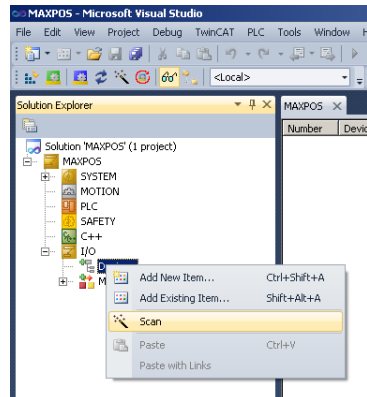 MAXPOS - Microsoft Visual Studio
File Edit View Project Debug TwinCAT PLC Tools Window
<Local>
Solution Explorer
MAXPOS
Number
Solution 'MAXPOS' (1 project)
MAXPOS
SYSTEM
MOTION
PLC
SAFETY
C++
I/O
Add New Item... Ctrl+Shift+A
Add Existing Item... Shift+Alt+A
Scan
Paste Ctrl+V
Paste with Links